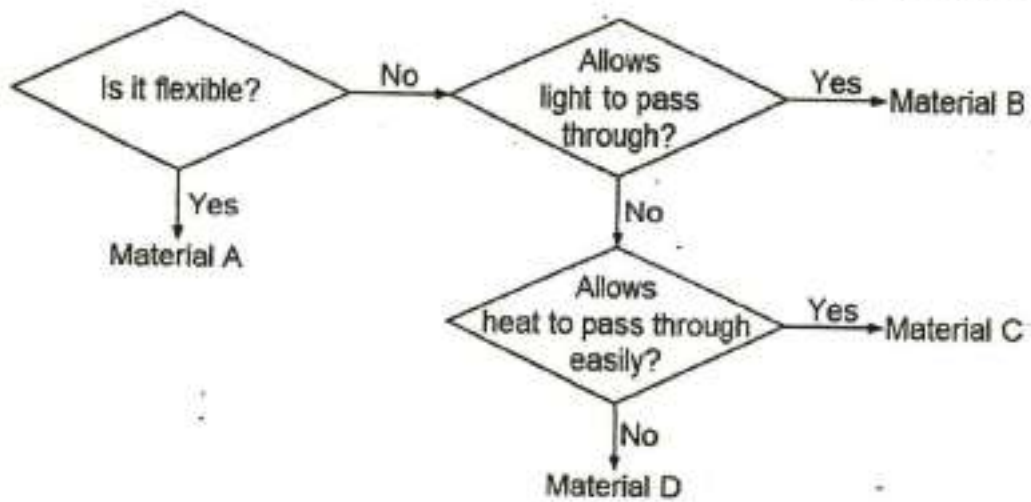 Is it flexible?
No
Allows
light to pass
through?
Yes
Material B
Yes
Material A
No
Allows
heat to pass through
easily?
Yes
Material C
No
Material D